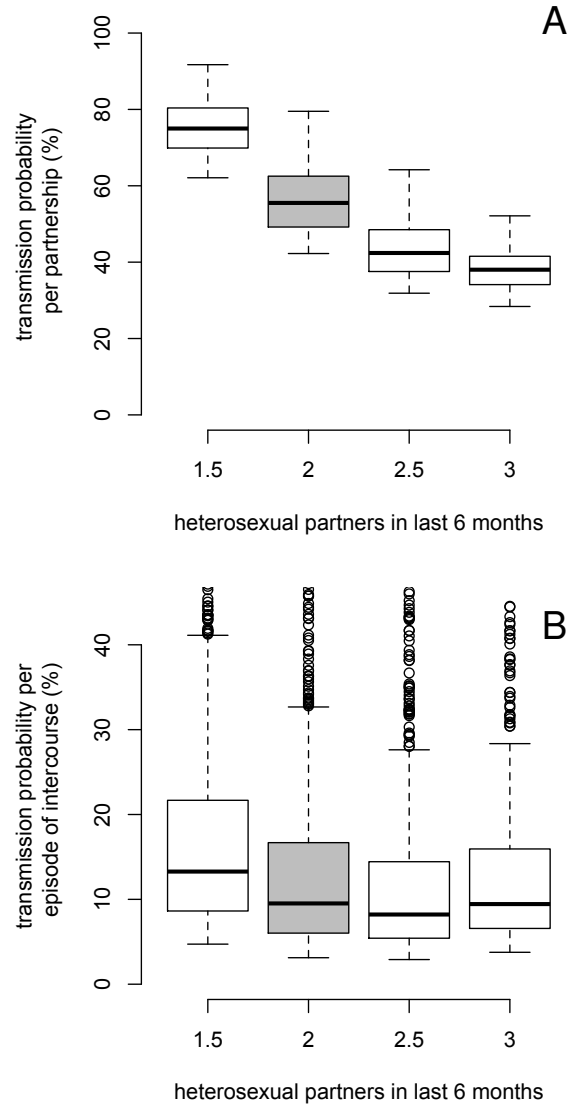 A
transmission probability
per partnership (%)
100
80
60
40
20
0
1.5 2 2.5 3
heterosexual partners in last 6 months
B
transmission probability per
episode of intercourse (%)
40
30
20
10
0
1.5 2 2.5 3
heterosexual partners in last 6 months